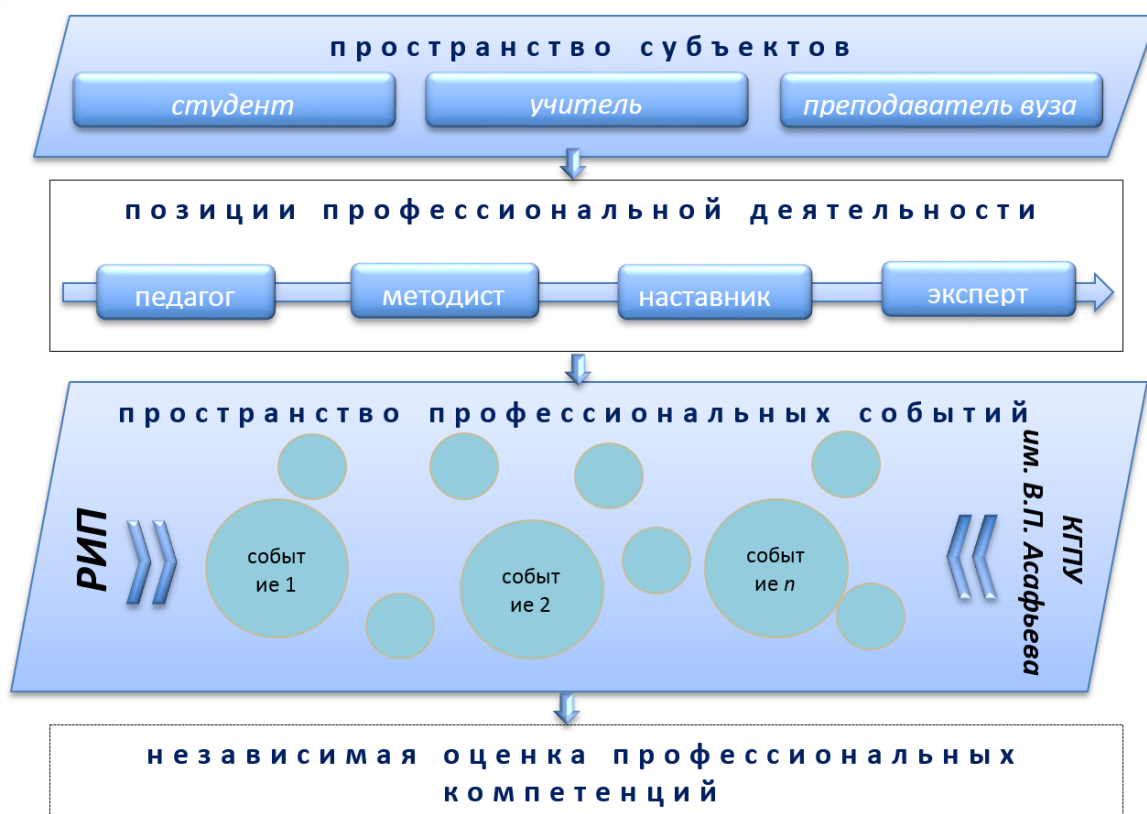 пространство субъектов
студент
учитель
преподаватель вуза
позиции профессиональной деятельности
педагог
методист
наставник
эксперт
пространство профессиональных событий
РИП
событ
ие 1
событ
ие 2
событ
ие n
КГПУ
им. В.П. Асафьева
независимая оценка профессиональных
компетенций